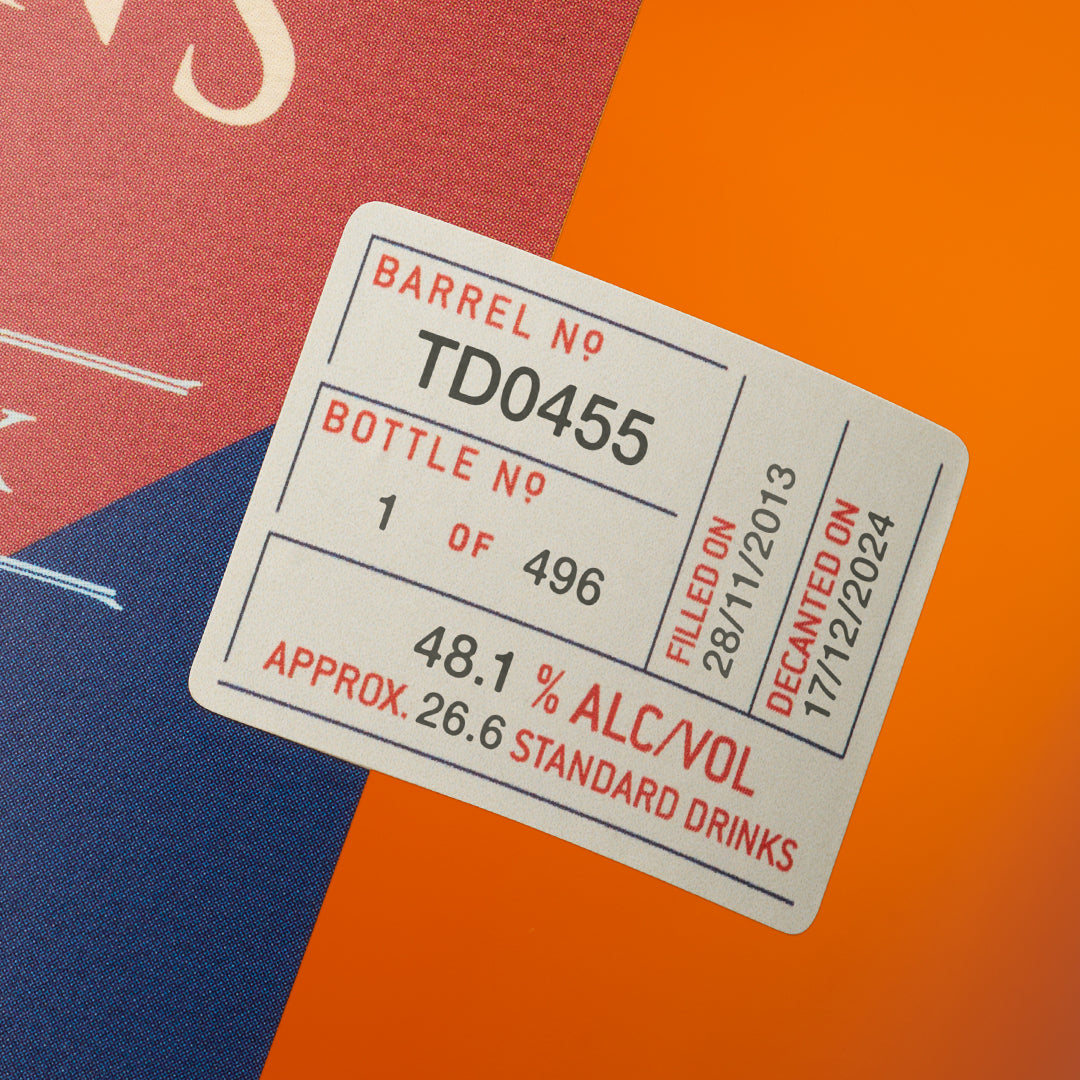 BARREL Nº
TD0455
BOTTLE Nº
1 OF 496
FILLED ON
28/11/2013
DECANTED ON
17/12/2024
48.1 % ALC/VOL
APPROX. 26.6 STANDARD DRINKS